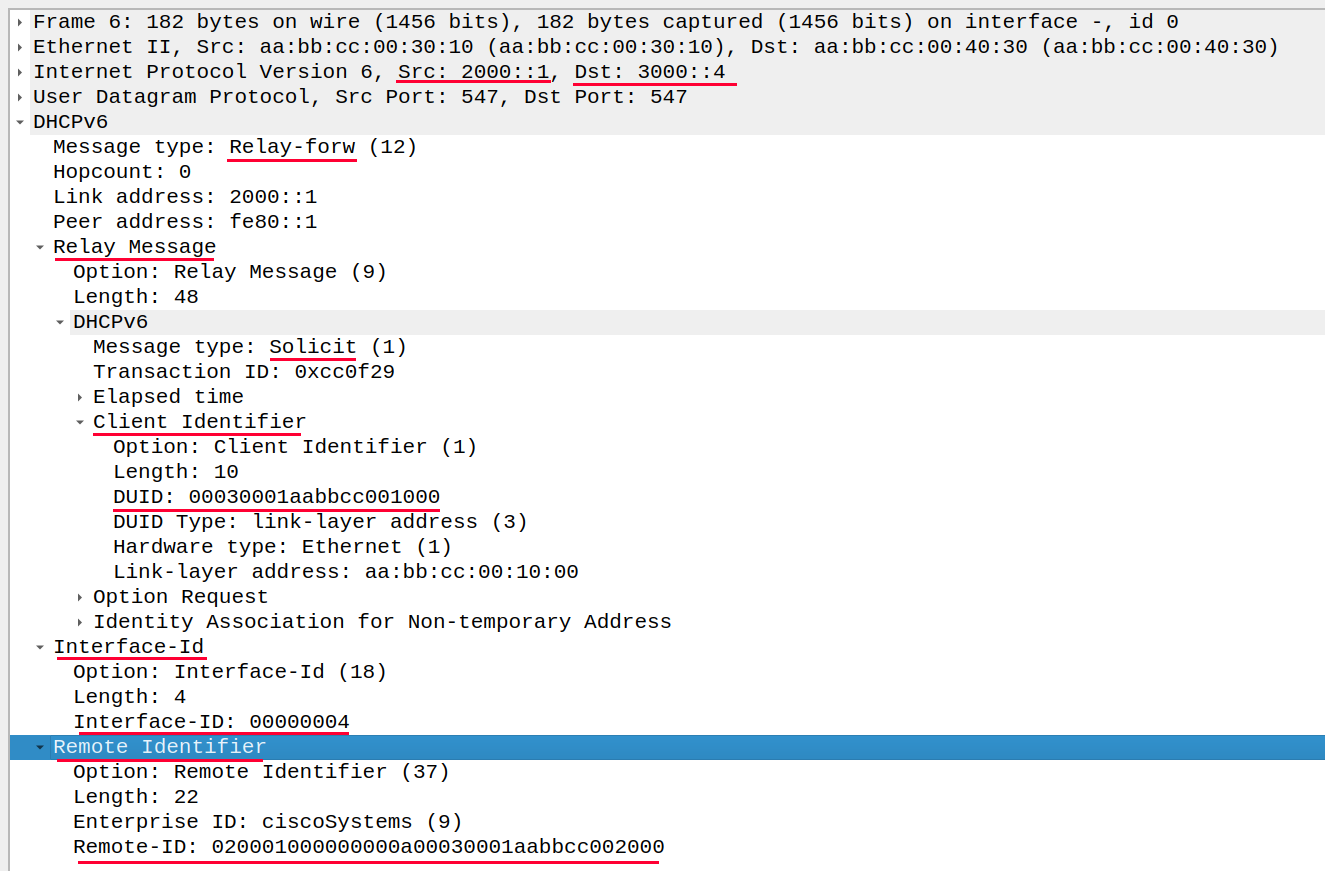 Frame 6: 182 bytes on wire (1456 bits), 182 bytes captured (1456 bits) on interface -, id 0
Ethernet II, Src: aa:bb:cc:00:30:10 (aa:bb:cc:00:30:10), Dst: aa:bb:cc:00:40:30 (aa:bb:cc:00:40:30)
Internet Protocol Version 6, Src: 2000::1, Dst: 3000::4
User Datagram Protocol, Src Port: 547, Dst Port: 547
DHCPv6
Message type: Relay-forw (12)
Hopcount: 0
Link address: 2000::1
Peer address: fe80::1
Relay Message
Option: Relay Message (9)
Length: 48
DHCPv6
Message type: Solicit (1)
Transaction ID: 0xcc0f29
Elapsed time
Client Identifier
Option: Client Identifier (1)
Length: 10
DUID: 00030001aabbcc001000
DUID Type: link-layer address (3)
Hardware type: Ethernet (1)
Link-layer address: aa:bb:cc:00:10:00
Option Request
Identity Association for Non-temporary Address
Interface-Id
Option: Interface-Id (18)
Length: 4
Interface-ID: 00000004
Remote Identifier
Option: Remote Identifier (37)
Length: 22
Enterprise ID: ciscoSystems (9)
Remote-ID: 020001000000000a00030001aabbcc002000